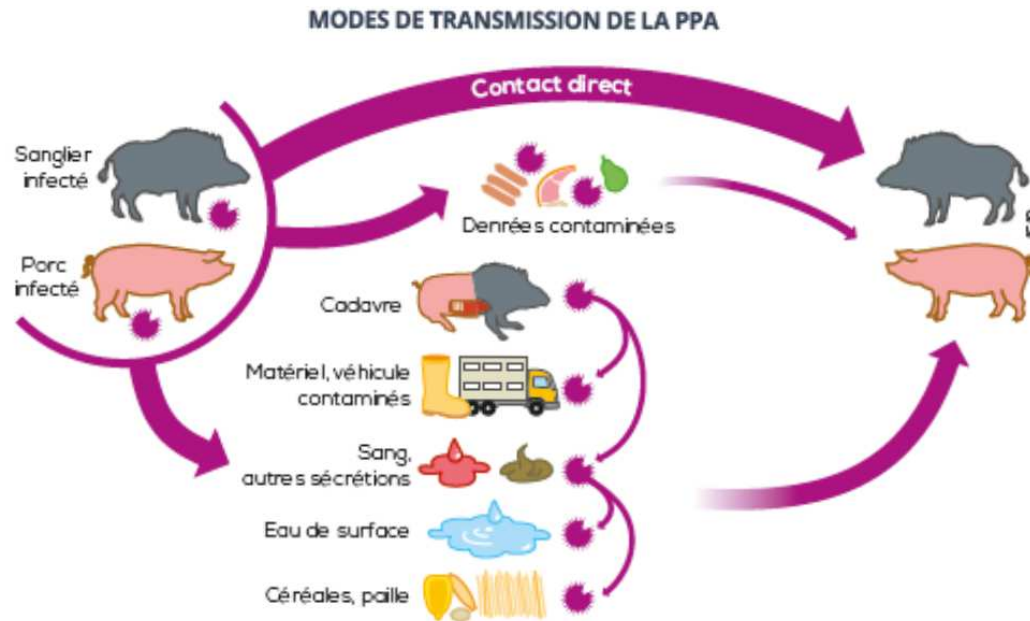 MODES DE TRANSMISSION DE LA PPA
Contact direct
Sanglier
infecté
Porc
infecté
Denrées contaminées
Cadavre
Matériel, véhicule
contaminés
Sang,
autres sécrétions
Eau de surface
Céréales, paille